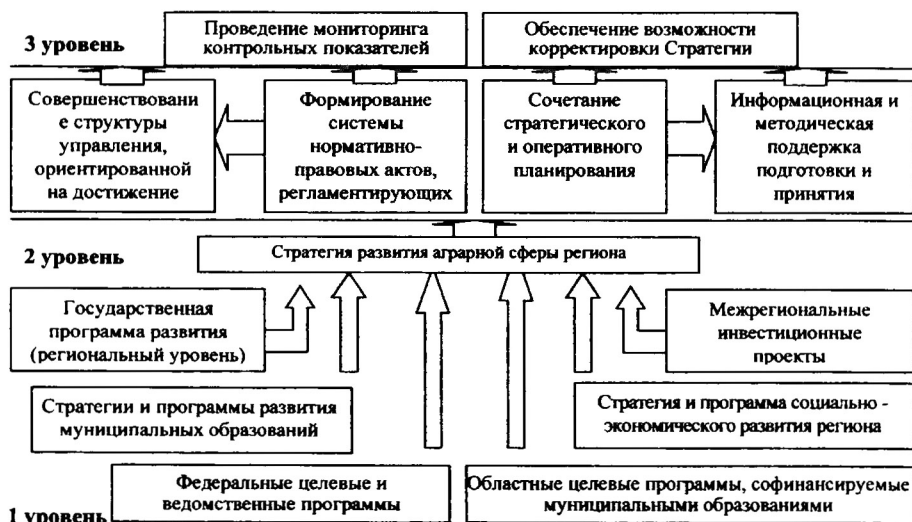 3 уровень
Проведение мониторинга
контрольных показателей
Обеспечение возможности
корректировки Стратегии
Совершенствовани
е структуры
управления,
ориентированной
на достижение
Формирование
системы
нормативно-
правовых актов,
регламентирующих
Сочетание
стратегического
и оперативного
планирования
Информационная и
методическая
поддержка
подготовки и
принятия
2 уровень
Стратегия развития аграрной сферы региона
Государственная
программа развития
(региональный уровень)
Межрегиональные
инвестиционные
проекты
Стратегии и программы развития
муниципальных образований
Стратегия и программа социально -
экономического развития региона
Федеральные целевые и
ведомственные программы
Областные целевые программы, софинансируемые
муниципальными образованиями
1 уровень